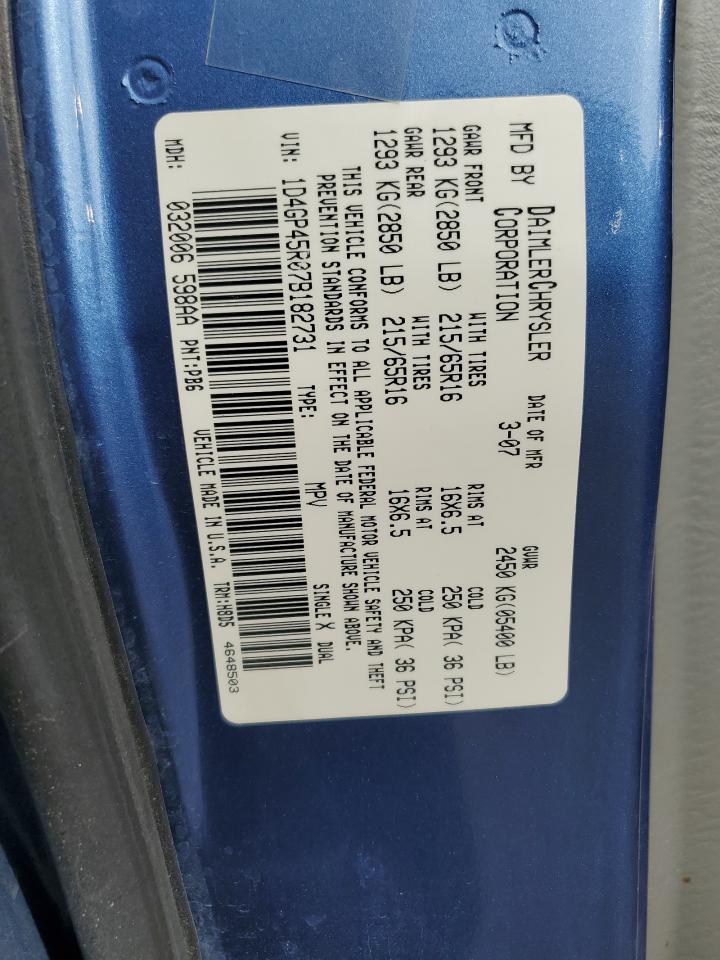 MFD BY DAIMLERCHRYSLER CORPORATION DATE OF MFR 3-07 GVWR 2450 KG(05400 LB)
GAWR FRONT WITH TIRES RIMS AT COLD
1293 KG(2850 LB) 215/65R16 16X6.5 250 KPA( 36 PSI)
GAWR REAR WITH TIRES RIMS AT COLD
1293 KG(2850 LB) 215/65R16 16X6.5 250 KPA( 36 PSI)
THIS VEHICLE CONFORMS TO ALL APPLICABLE FEDERAL MOTOR VEHICLE SAFETY AND THEFT
PREVENTION STANDARDS IN EFFECT ON THE DATE OF MANUFACTURE SHOWN ABOVE.
VIN: 1D4GP45R07B182731 TYPE: MPV SINGLE X DUAL
MDH: 032006 598AA PNT:PB6 VEHICLE MADE IN U.S.A. TRM:H8D5 4648503